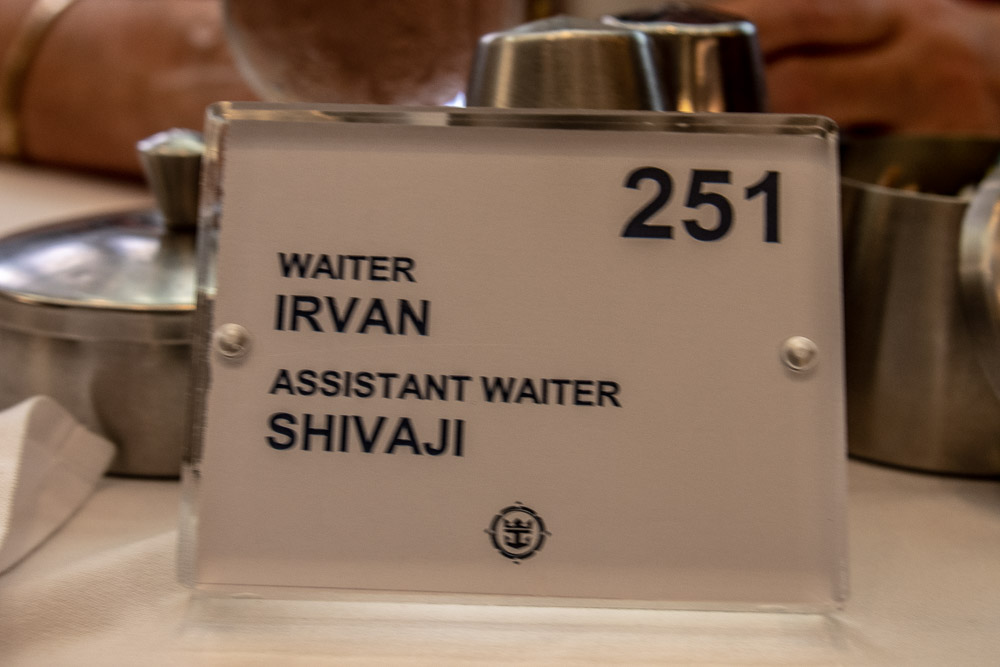 251
WAITER
IRVAN
ASSISTANT WAITER
SHIVAJI